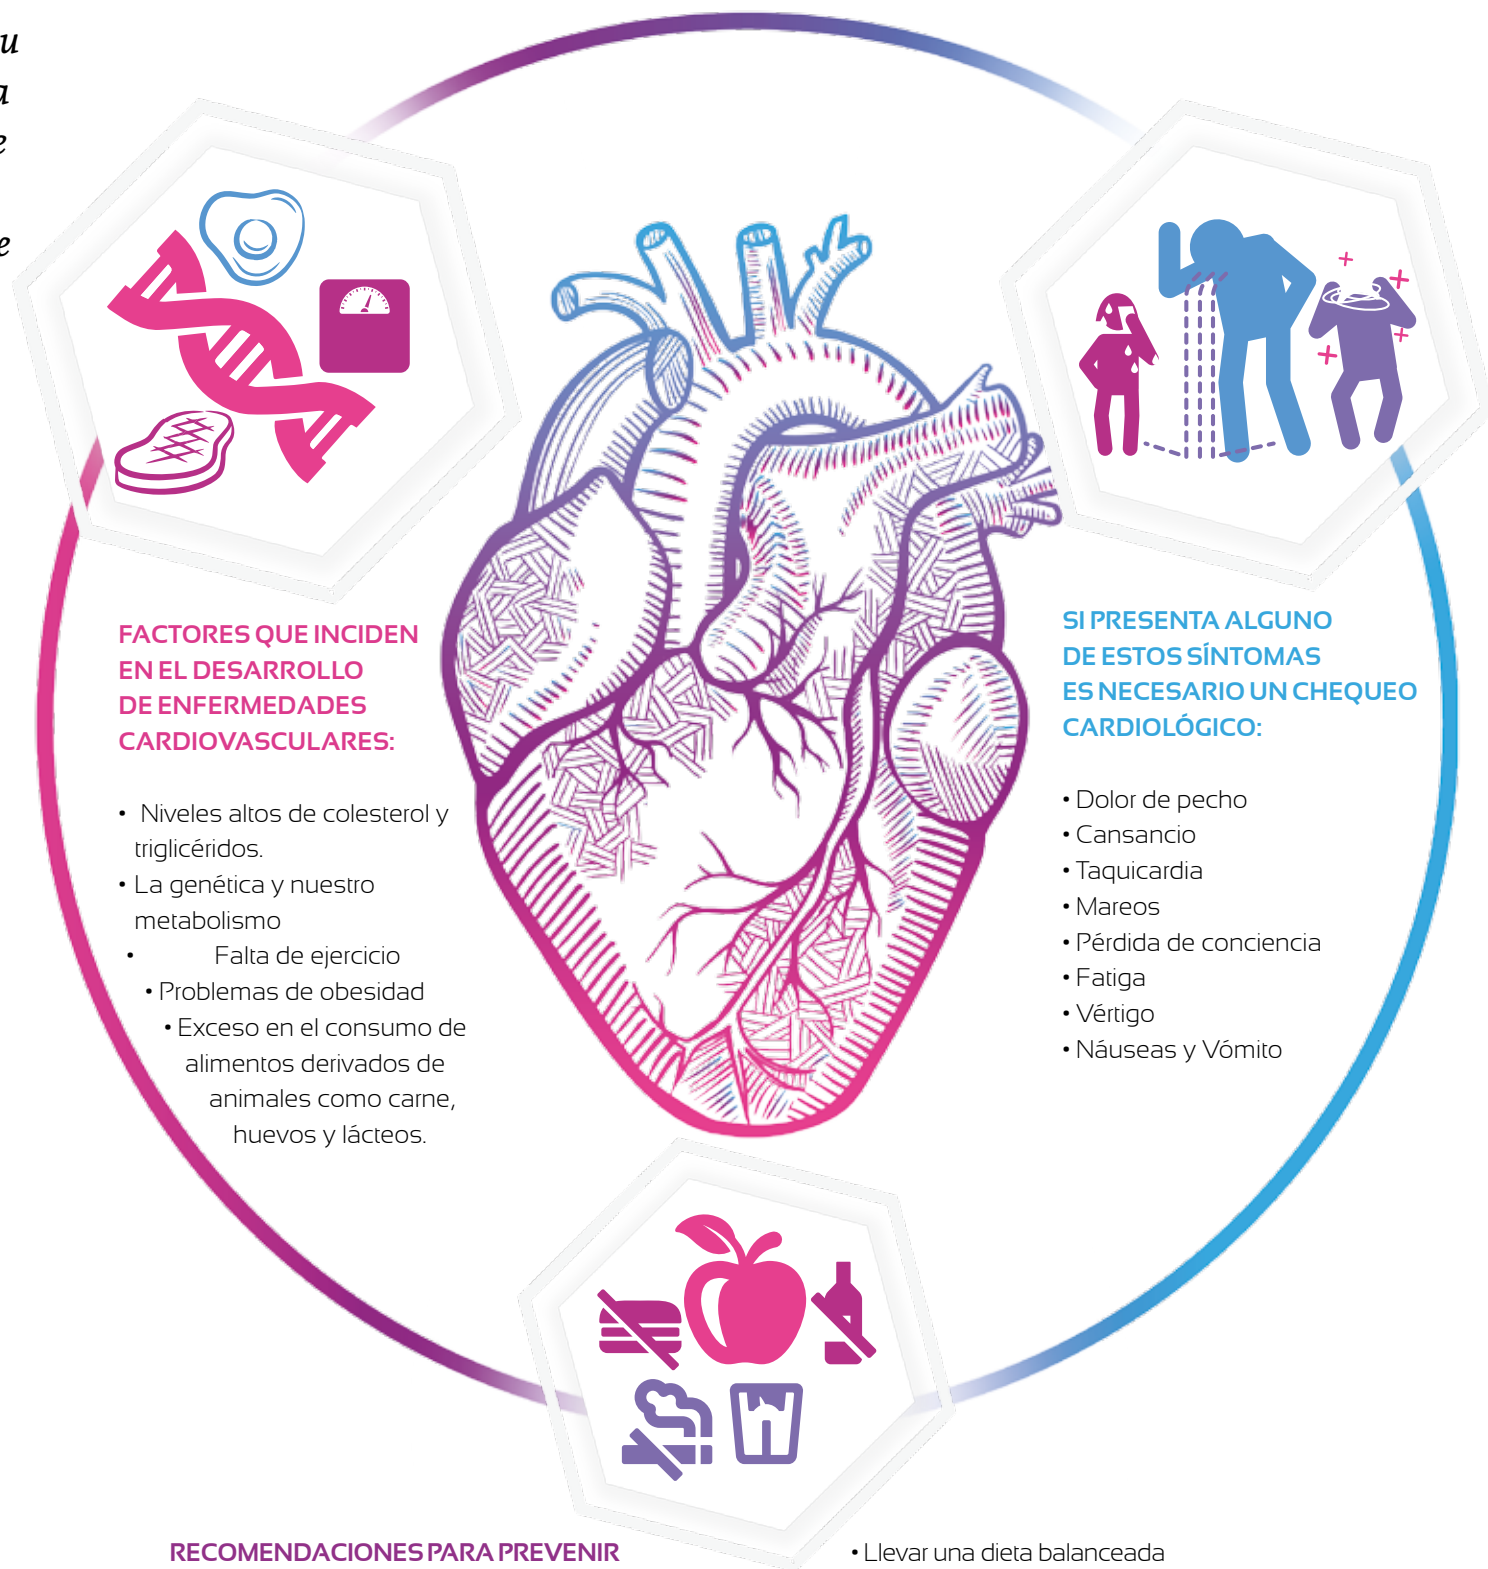 u
a
e
e
FACTORES QUE INCIDEN
EN EL DESARROLLO
DE ENFERMEDADES
CARDIOVASCULARES:
• Niveles altos de colesterol y
triglicéridos.
• La genética y nuestro
metabolismo
• Falta de ejercicio
• Problemas de obesidad
• Exceso en el consumo de
alimentos derivados de
animales como carne,
huevos y lácteos.
SI PRESENTA ALGUNO
DE ESTOS SÍNTOMAS
ES NECESARIO UN CHEQUEO
CARDIOLÓGICO:
• Dolor de pecho
• Cansancio
• Taquicardia
• Mareos
• Pérdida de conciencia
• Fatiga
• Vértigo
• Náuseas y Vómito
RECOMENDACIONES PARA PREVENIR
• Llevar una dieta balanceada